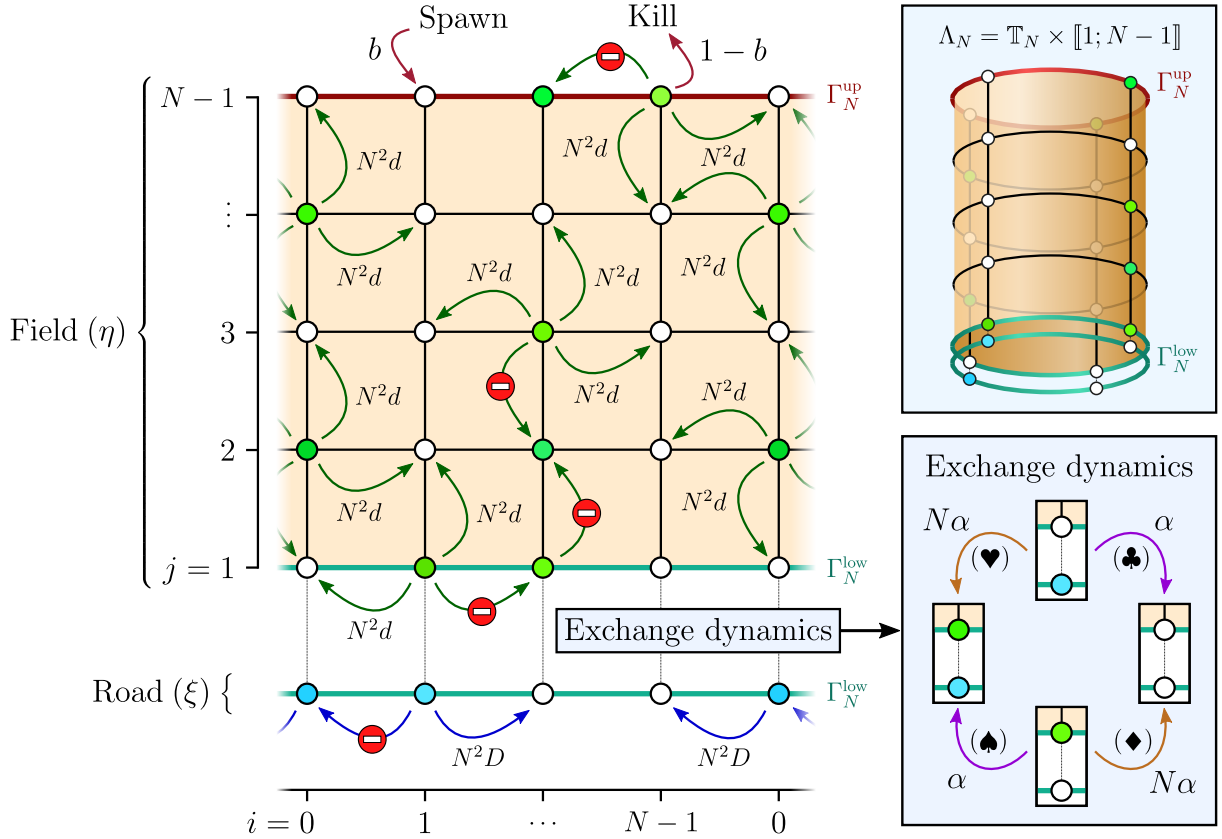 Spawn
Kill
b
1 − b
N − 1
Γ_N^up
N²d
N²d
N²d
⋮
N²d
N²d
N²d
N²d
Field (η)
3
N²d
N²d
N²d
2
N²d
N²d
N²d
j = 1
Γ_N^low
N²d
Exchange dynamics
Road (ξ)
Γ_N^low
N²D
N²D
i = 0
1
⋯
N − 1
0
Λ_N = 𝕋_N × ⟦1; N − 1⟧
Γ_N^up
Γ_N^low
Exchange dynamics
Nα
α
(♥)
(♣)
(♠)
(♦)
α
Nα